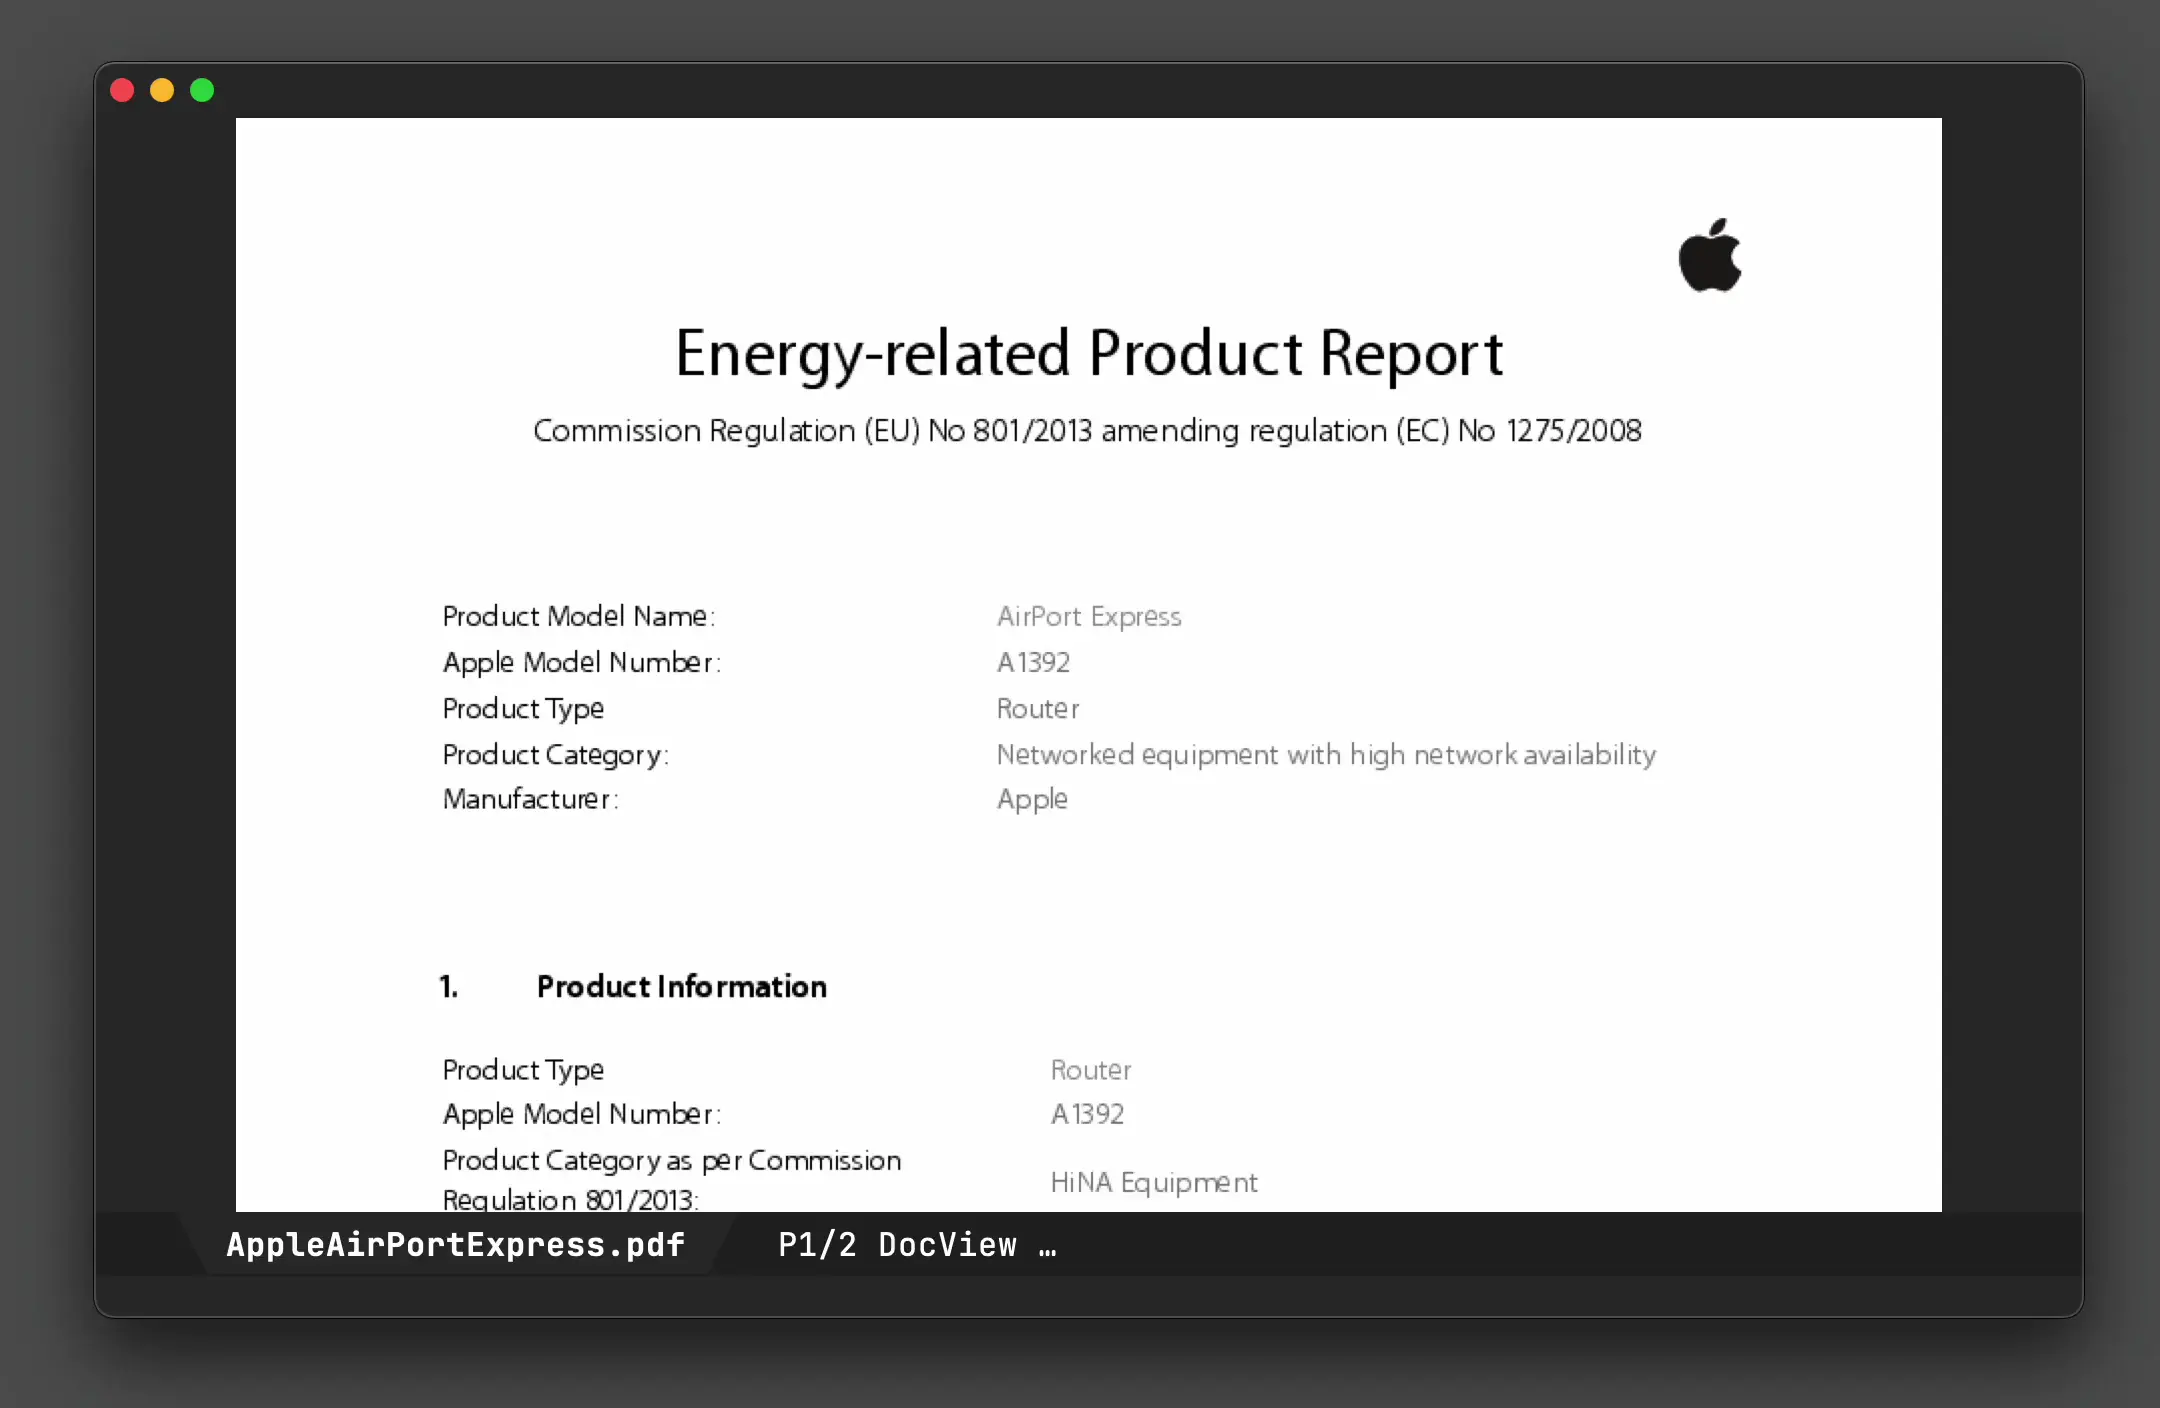 Energy-related Product Report
Commission Regulation (EU) No 801/2013 amending regulation (EC) No 1275/2008
Product Model Name: AirPort Express
Apple Model Number: A1392
Product Type Router
Product Category: Networked equipment with high network availability
Manufacturer: Apple
1. Product Information
Product Type Router
Apple Model Number: A1392
Product Category as per Commission
Regulation 801/2013:
HiNA Equipment
AppleAirPortExpress.pdf P1/2 DocView …